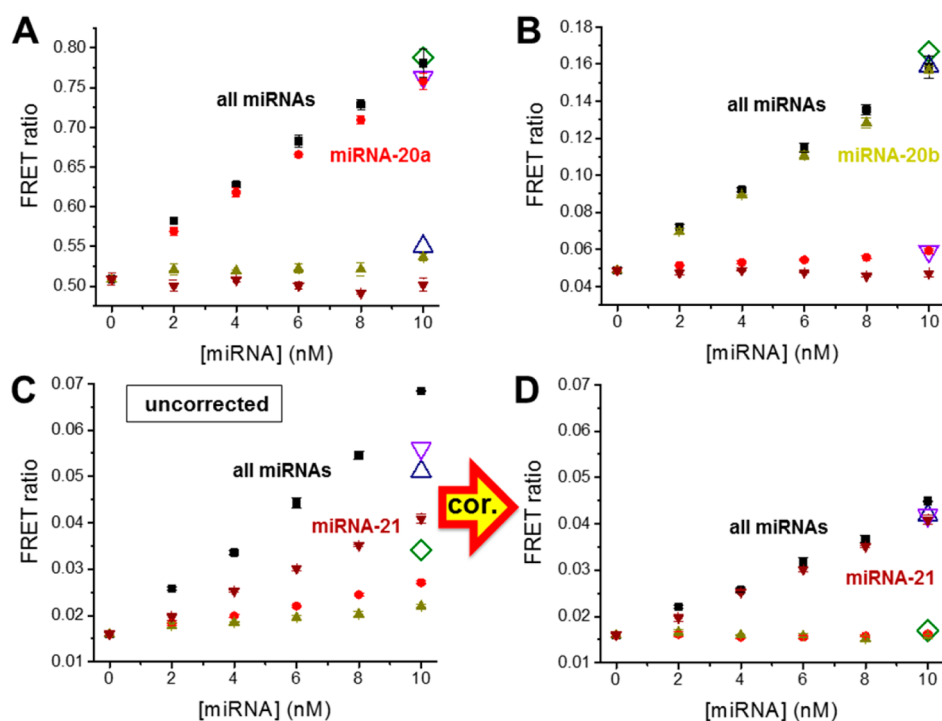 A
FRET ratio
0.80
0.75
0.70
0.65
0.60
0.55
0.50
all miRNAs
miRNA-20a
0 2 4 6 8 10
[miRNA] (nM)
B
FRET ratio
0.16
0.14
0.12
0.10
0.08
0.06
0.04
all miRNAs
miRNA-20b
0 2 4 6 8 10
[miRNA] (nM)
C
FRET ratio
0.07
0.06
0.05
0.04
0.03
0.02
0.01
uncorrected
all miRNAs
miRNA-21
0 2 4 6 8 10
[miRNA] (nM)
cor.
D
FRET ratio
0.07
0.06
0.05
0.04
0.03
0.02
0.01
all miRNAs
miRNA-21
0 2 4 6 8 10
[miRNA] (nM)